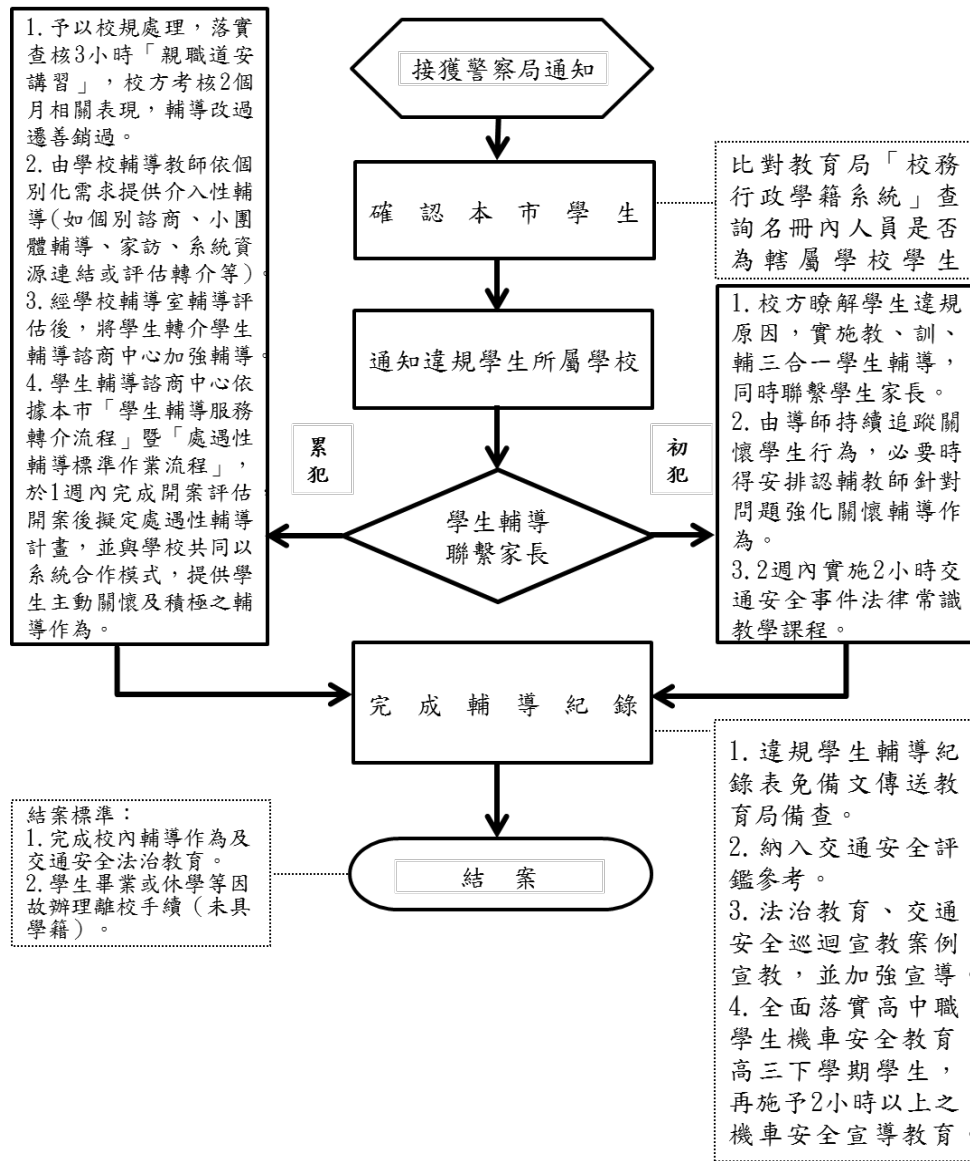 接獲警察局通知
確認本市學生
比對教育局「校務
行政學籍系統」查
詢名冊內人員是否
為轄屬學校學生
通知違規學生所屬學校
累
犯
初
犯
學生輔導
聯繫家長
1.予以校規處理，落實
查核3小時「親職道安
講習」，校方考核2個
月相關表現，輔導改過
遷善銷過。
2.由學校輔導教師依個
別化需求提供介入性輔
導(如個別諮商、小團
體輔導、家訪、系統資
源連結或評估轉介等)。
3.經學校輔導室輔導評
估後，將學生轉介學生
輔導諮商中心加強輔導。
4.學生輔導諮商中心依
據本市「學生輔導服務
轉介流程」暨「處遇性
輔導標準作業流程」，
於1週內完成開案評估，
開案後擬定處遇性輔導
計畫，並與學校共同以
系統合作模式，提供學
生主動關懷及積極之輔
導作為。
1.校方瞭解學生違規
原因，實施教、訓、
輔三合一學生輔導，
同時聯繫學生家長。
2.由導師持續追蹤關
懷學生行為，必要時
得安排認輔教師針對
問題強化關懷輔導作
為。
3.2週內實施2小時交
通安全事件法律常識
教學課程。
完成輔導紀錄
1.違規學生輔導紀
錄表免備文傳送教
育局備查。
2.納入交通安全評
鑑參考。
3.法治教育、交通
安全巡迴宣教案例
宣教，並加強宣導。
4.全面落實高中職
學生機車安全教育
高三下學期學生，
再施予2小時以上之
機車安全宣導教育。
結案標準：
1.完成校內輔導作為及
交通安全法治教育。
2.學生畢業或休學等因
故辦理離校手續（未具
學籍）。
結案